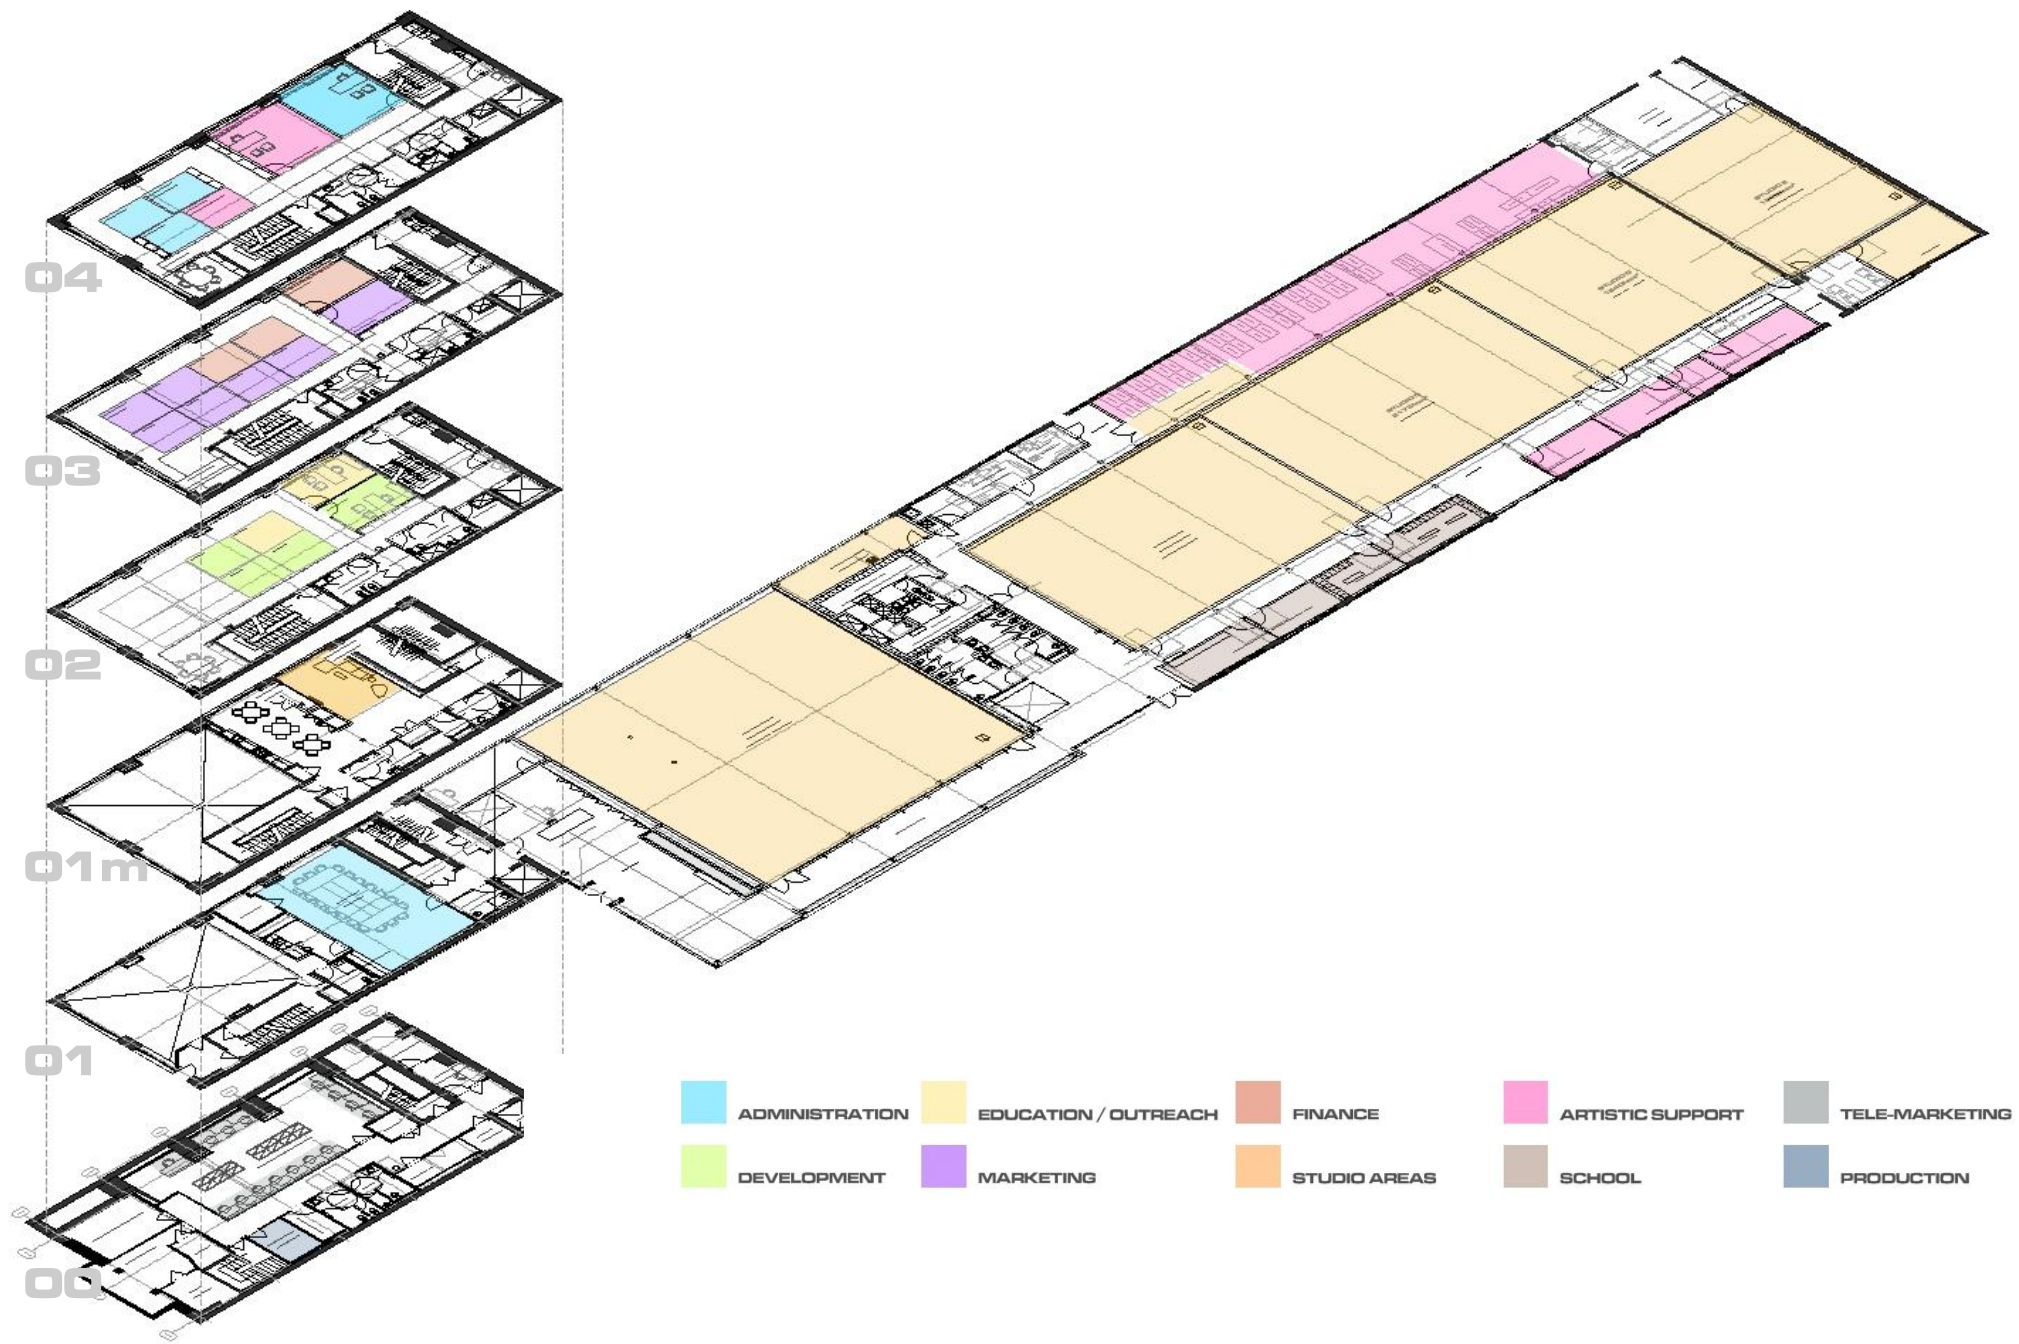 04
03
02
01m
01
00
ADMINISTRATION
EDUCATION / OUTREACH
FINANCE
ARTISTIC SUPPORT
TELE-MARKETING
DEVELOPMENT
MARKETING
STUDIO AREAS
SCHOOL
PRODUCTION